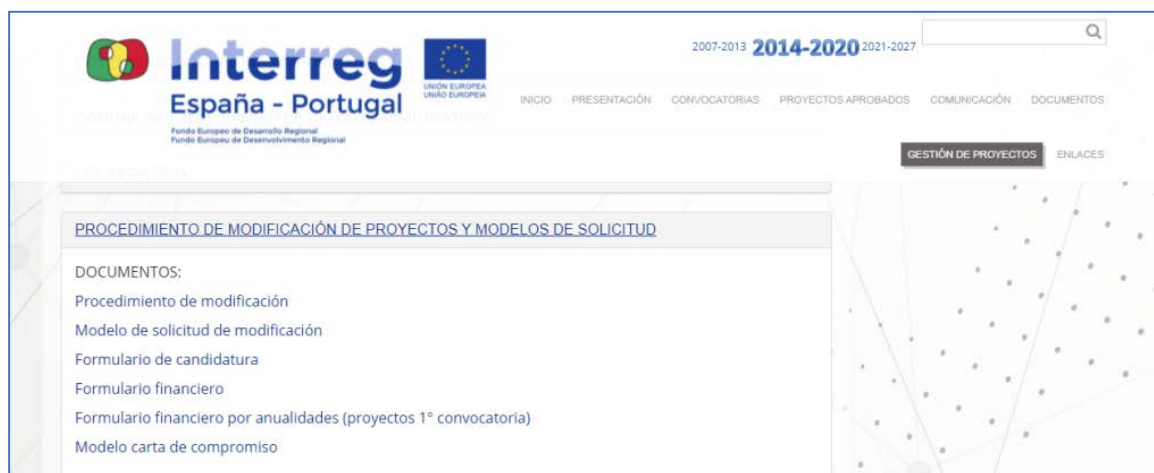 2007-2013 2014-2020 2021-2027
Interreg
España - Portugal
UNIÓN EUROPEA
UNIÃO EUROPEIA
Fondo Europeo de Desarrollo Regional
Fundo Europeu de Desenvolvimento Regional
INICIO PRESENTACIÓN CONVOCATORIAS PROYECTOS APROBADOS COMUNICACIÓN DOCUMENTOS
GESTIÓN DE PROYECTOS ENLACES
PROCEDIMIENTO DE MODIFICACIÓN DE PROYECTOS Y MODELOS DE SOLICITUD
DOCUMENTOS:
Procedimiento de modificación
Modelo de solicitud de modificación
Formulario de candidatura
Formulario financiero
Formulario financiero por anualidades (proyectos 1° convocatoria)
Modelo carta de compromiso